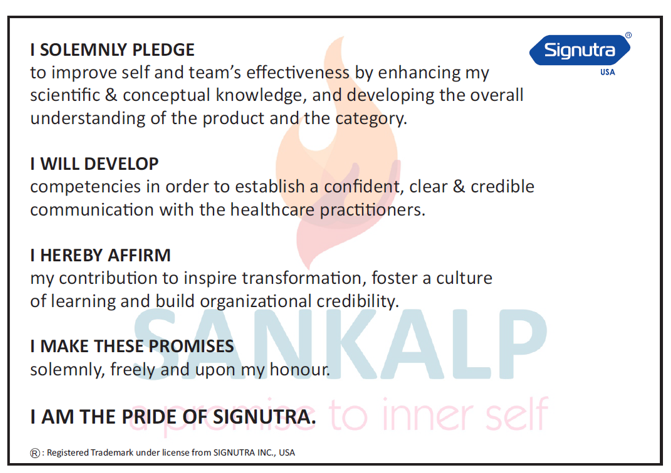 I SOLEMNLY PLEDGE
Signutra ®
to improve self and team's effectiveness by enhancing my
USA
scientific & conceptual knowledge, and developing the overall
understanding of the product and the category.
I WILL DEVELOP
competencies in order to establish a confident, clear & credible
communication with the healthcare practitioners.
I HEREBY AFFIRM
my contribution to inspire transformation, foster a culture
of learning and build organizational credibility.
SANKALP
I MAKE THESE PROMISES
solemnly, freely and upon my honour.
a promise to inner self
I AM THE PRIDE OF SIGNUTRA.
® : Registered Trademark under license from SIGNUTRA INC., USA